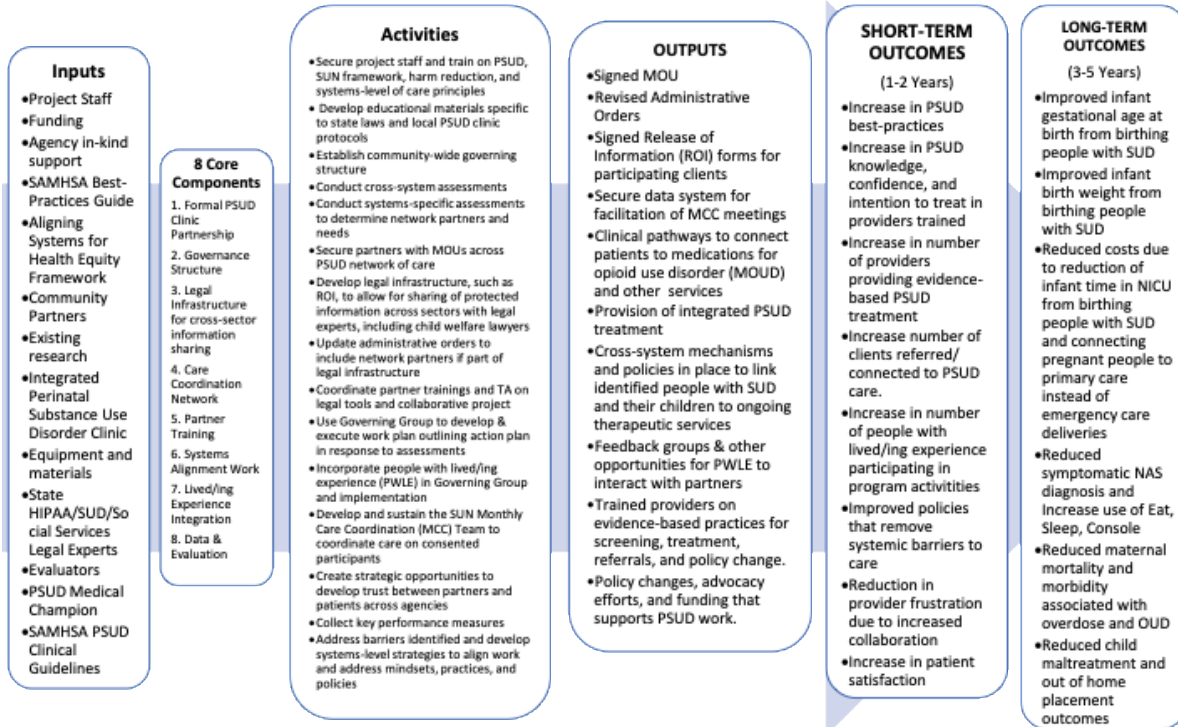 Inputs
•Project Staff
•Funding
•Agency in-kind
support
•SAMHSA Best-
Practices Guide
•Aligning
Systems for
Health Equity
Framework
•Community
Partners
•Existing
research
•Integrated
Perinatal
Substance Use
Disorder Clinic
•Equipment and
materials
•State
HIPAA/SUD/So
cial Services
Legal Experts
•Evaluators
•PSUD Medical
Champion
•SAMHSA PSUD
Clinical
Guidelines
8 Core
Components
1. Formal PSUD
Clinic
Partnership
2. Governance
Structure
3. Legal
Infrastructure
for cross-sector
information
sharing
4. Care
Coordination
Network
5. Partner
Training
6. Systems
Alignment Work
7. Lived/ing
Experience
Integration
8. Data &
Evaluation
Activities
•Secure project staff and train on PSUD,
SUN framework, harm reduction, and
systems-level of care principles
• Develop educational materials specific
to state laws and local PSUD clinic
protocols
•Establish community-wide governing
structure
•Conduct cross-system assessments
•Conduct systems-specific assessments
to determine network partners and
needs
•Secure partners with MOUs across
PSUD network of care
•Develop legal infrastructure, such as
ROI, to allow for sharing of protected
information across sectors with legal
experts, including child welfare lawyers
•Update administrative orders to
include network partners if part of
legal infrastructure
•Coordinate partner trainings and TA on
legal tools and collaborative project
•Use Governing Group to develop &
execute work plan outlining action plan
in response to assessments
•Incorporate people with lived/ing
experience (PWLE) in Governing Group
and implementation
•Develop and sustain the SUN Monthly
Care Coordination (MCC) Team to
coordinate care on consented
participants
•Create strategic opportunities to
develop trust between partners and
patients across agencies
•Collect key performance measures
•Address barriers identified and develop
systems-level strategies to align work
and address mindsets, practices, and
policies
OUTPUTS
•Signed MOU
•Revised Administrative
Orders
•Signed Release of
Information (ROI) forms for
participating clients
•Secure data system for
facilitation of MCC meetings
•Clinical pathways to connect
patients to medications for
opioid use disorder (MOUD)
and other services
•Provision of integrated PSUD
treatment
•Cross-system mechanisms
and policies in place to link
identified people with SUD
and their children to ongoing
therapeutic services
•Feedback groups & other
opportunities for PWLE to
interact with partners
•Trained providers on
evidence-based practices for
screening, treatment,
referrals, and policy change.
•Policy changes, advocacy
efforts, and funding that
supports PSUD work.
SHORT-TERM
OUTCOMES
(1-2 Years)
•Increase in PSUD
best-practices
•Increase in PSUD
knowledge,
confidence, and
intention to treat in
providers trained
•Increase in number
of providers
providing evidence-
based PSUD
treatment
•Increase number of
clients referred/
connected to PSUD
care.
•Increase in number
of people with
lived/ing experience
participating in
program activitities
•Improved policies
that remove
systemic barriers to
care
•Reduction in
provider frustration
due to increased
collaboration
•Increase in patient
satisfaction
LONG-TERM
OUTCOMES
(3-5 Years)
•Improved infant
gestational age at
birth from birthing
people with SUD
•Improved infant
birth weight from
birthing people
with SUD
•Reduced costs due
to reduction of
infant time in NICU
from birthing
people with SUD
and connecting
pregnant people to
primary care
instead of
emergency care
deliveries
•Reduced
symptomatic NAS
diagnosis and
Increase use of Eat,
Sleep, Console
•Reduced maternal
mortality and
morbidity
associated with
overdose and OUD
•Reduced child
maltreatment and
out of home
placement
outcomes